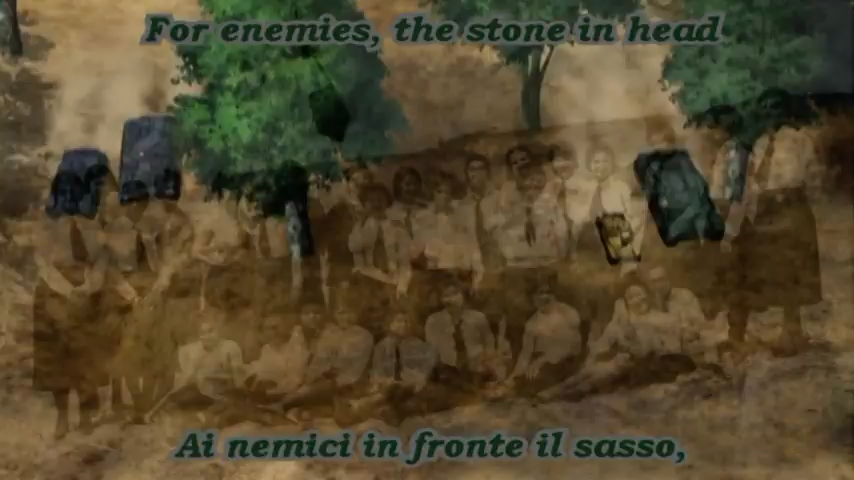 For enemies, the stone in head
Ai nemici in fronte il sasso,